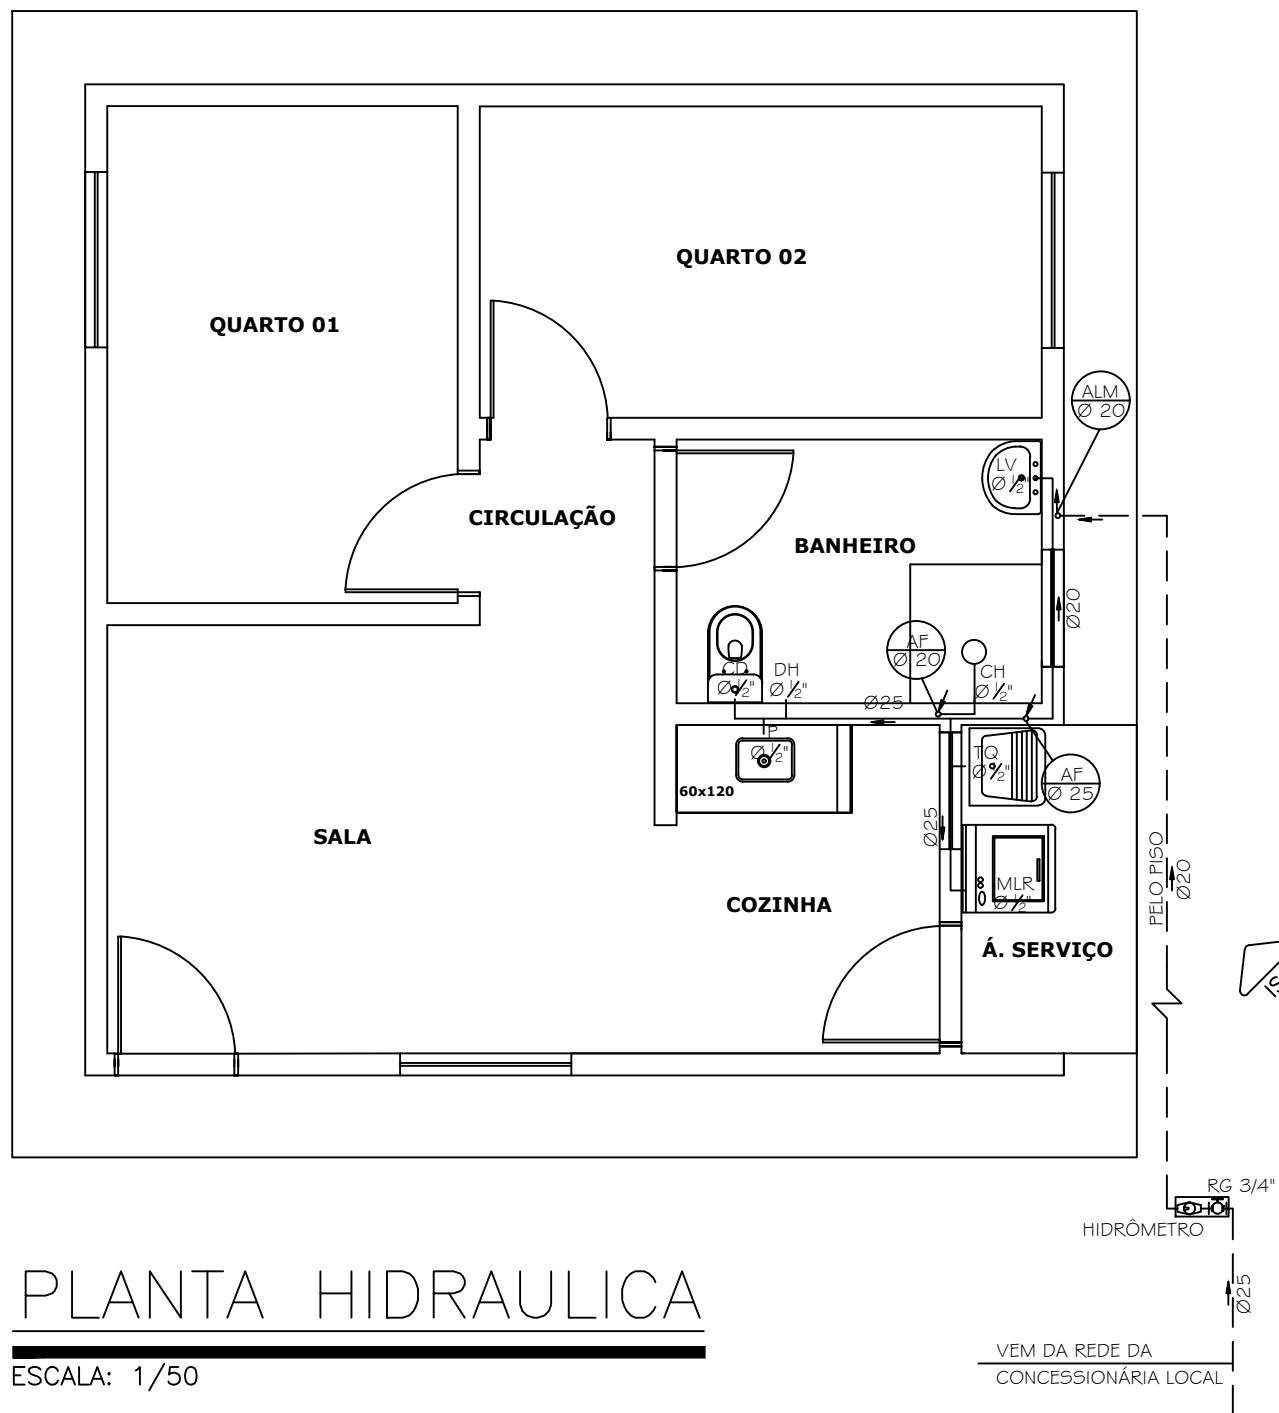 QUARTO 02
QUARTO 01
ALM
Ø 20
LV
Ø ½"
CIRCULAÇÃO
BANHEIRO
Ø20
AF
Ø 20
CD
Ø ½"
DH
Ø ½"
CH
Ø ½"
Ø25
P
Ø ½"
TQ
Ø ½"
AF
Ø 25
60x120
SALA
Ø25
PELO PISO
Ø20
MLR
Ø ½"
COZINHA
Á. SERVIÇO
RG 3/4"
HIDRÔMETRO
PLANTA HIDRAULICA
Ø25
VEM DA REDE DA
ESCALA: 1/50
CONCESSIONÁRIA LOCAL